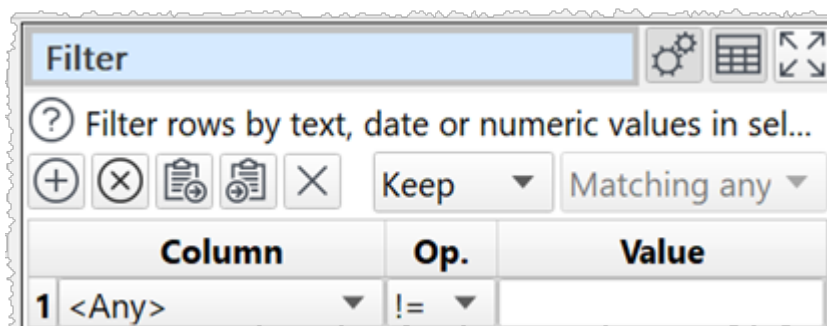 Filter
Filter rows by text, date or numeric values in sel...
Keep Matching any
Column Op. Value
1 <Any> !=